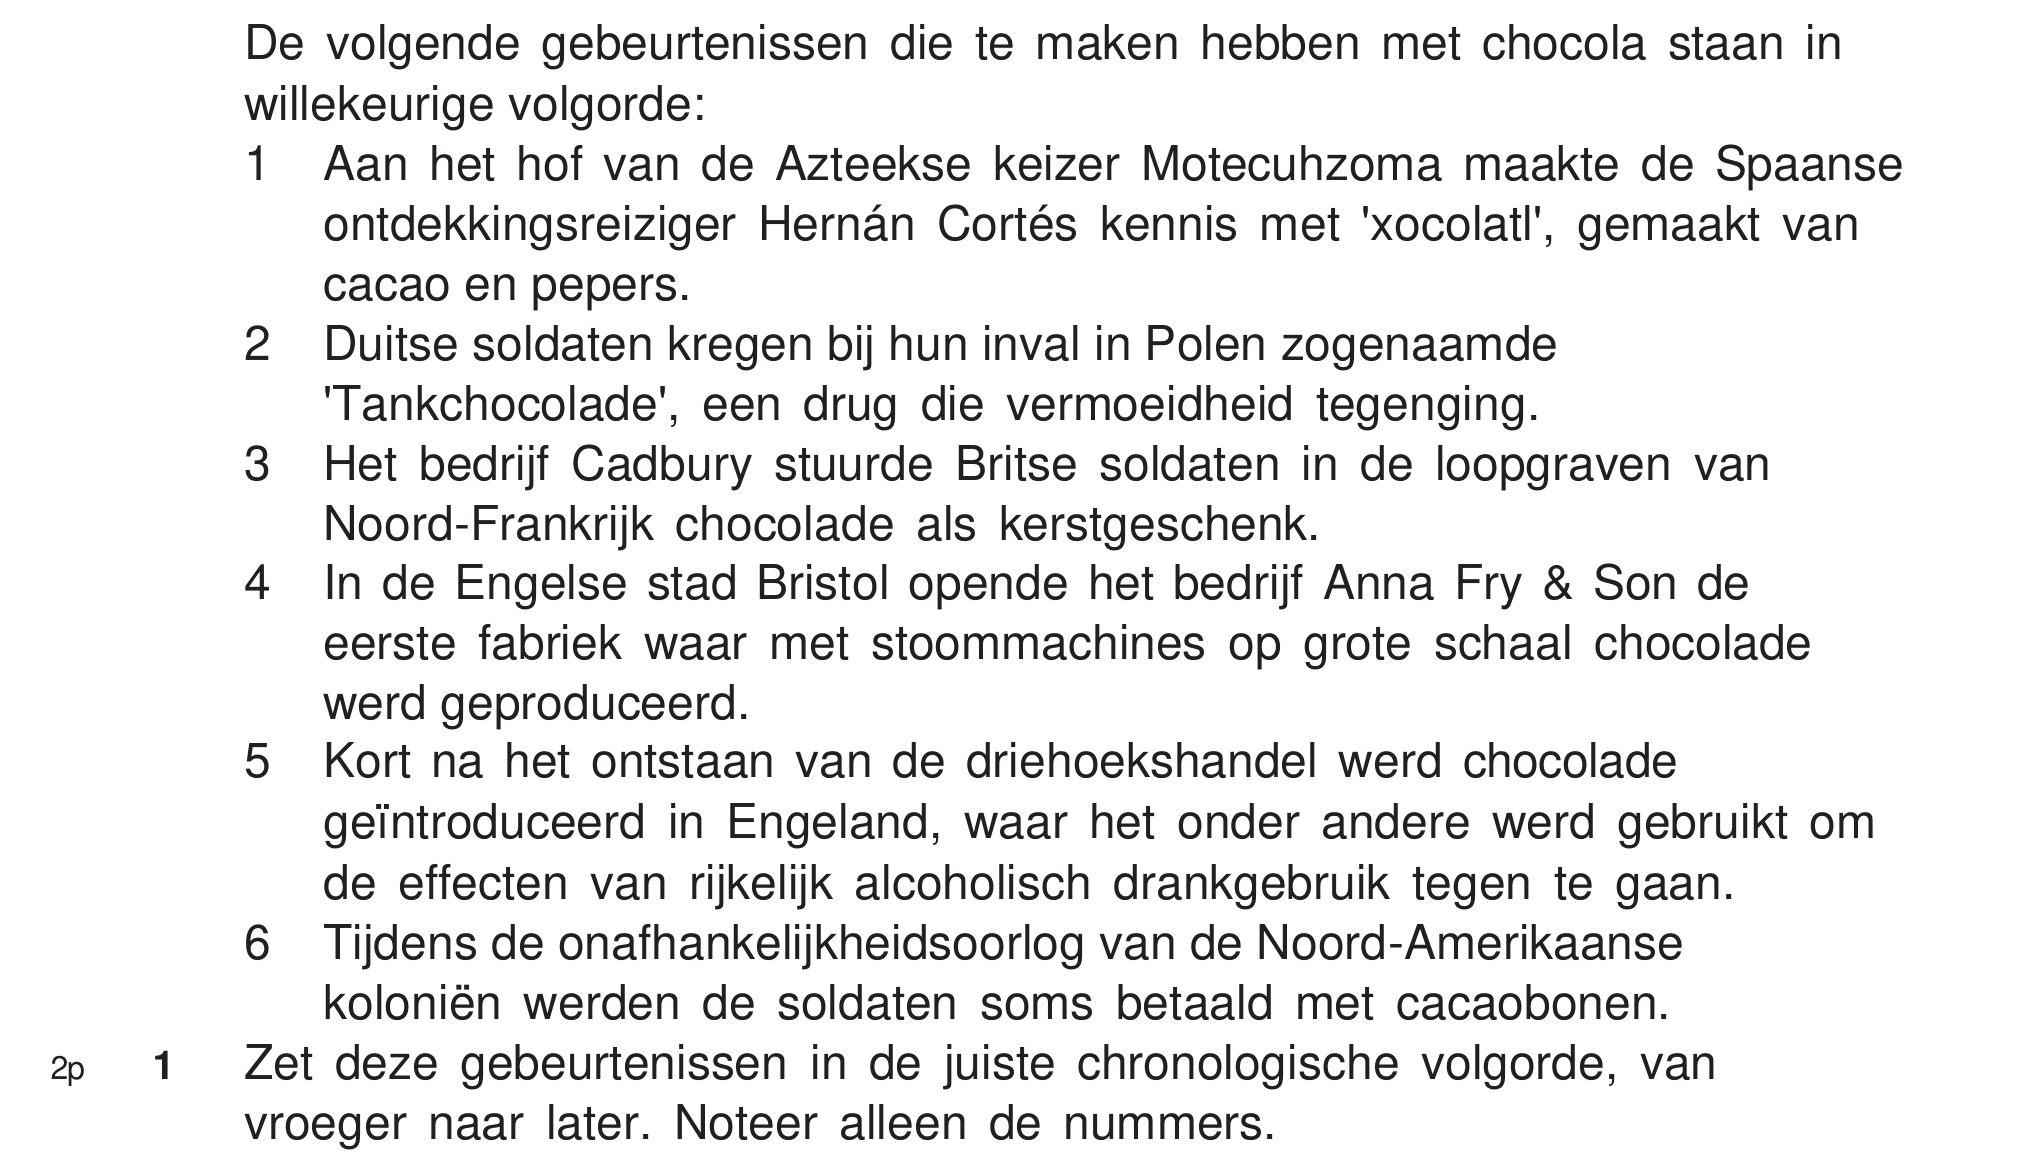 De volgende gebeurtenissen die te maken hebben met chocola staan in
willekeurige volgorde:
1 Aan het hof van de Azteekse keizer Motecuhzoma maakte de Spaanse
ontdekkingsreiziger Hernán Cortés kennis met 'xocolatl', gemaakt van
cacao en pepers.
2 Duitse soldaten kregen bij hun inval in Polen zogenaamde
'Tankchocolade', een drug die vermoeidheid tegenging.
3 Het bedrijf Cadbury stuurde Britse soldaten in de loopgraven van
Noord-Frankrijk chocolade als kerstgeschenk.
4 In de Engelse stad Bristol opende het bedrijf Anna Fry & Son de
eerste fabriek waar met stoommachines op grote schaal chocolade
werd geproduceerd.
5 Kort na het ontstaan van de driehoekshandel werd chocolade
geïntroduceerd in Engeland, waar het onder andere werd gebruikt om
de effecten van rijkelijk alcoholisch drankgebruik tegen te gaan.
6 Tijdens de onafhankelijkheidsoorlog van de Noord-Amerikaanse
koloniën werden de soldaten soms betaald met cacaobonen.
2p 1 Zet deze gebeurtenissen in de juiste chronologische volgorde, van
vroeger naar later. Noteer alleen de nummers.